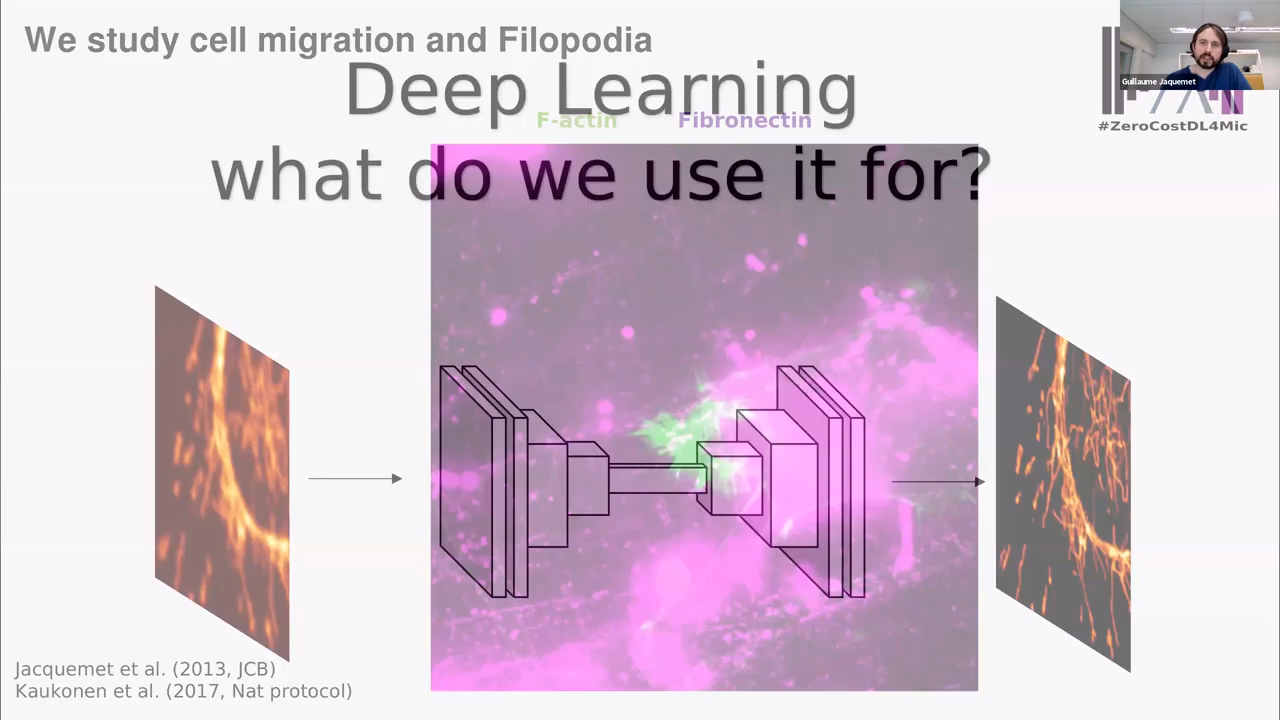 We study cell migration and Filopodia
Guillaume Jaquemet
Deep Learning
F-actin
Fibronectin
#ZeroCostDL4Mic
what do we use it for?
Jacquemet et al. (2013, JCB)
Kaukonen et al. (2017, Nat protocol)